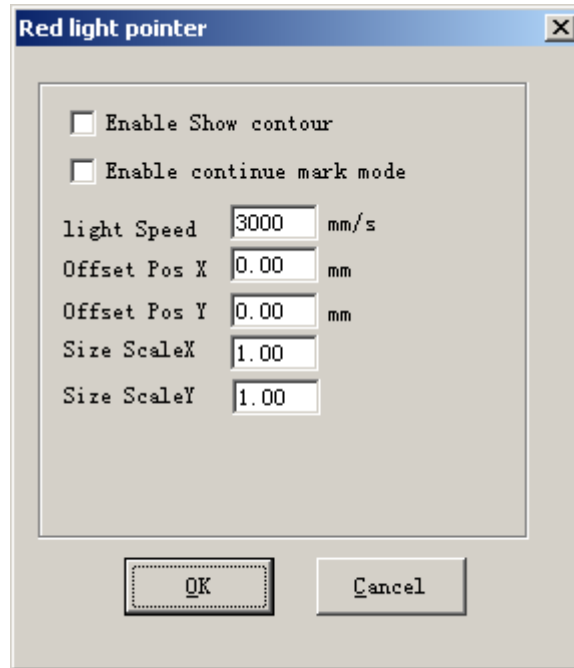 Red light pointer
Enable Show contour
Enable continue mark mode
light Speed 3000 mm/s
Offset Pos X 0.00 mm
Offset Pos Y 0.00 mm
Size ScaleX 1.00
Size ScaleY 1.00
OK Cancel